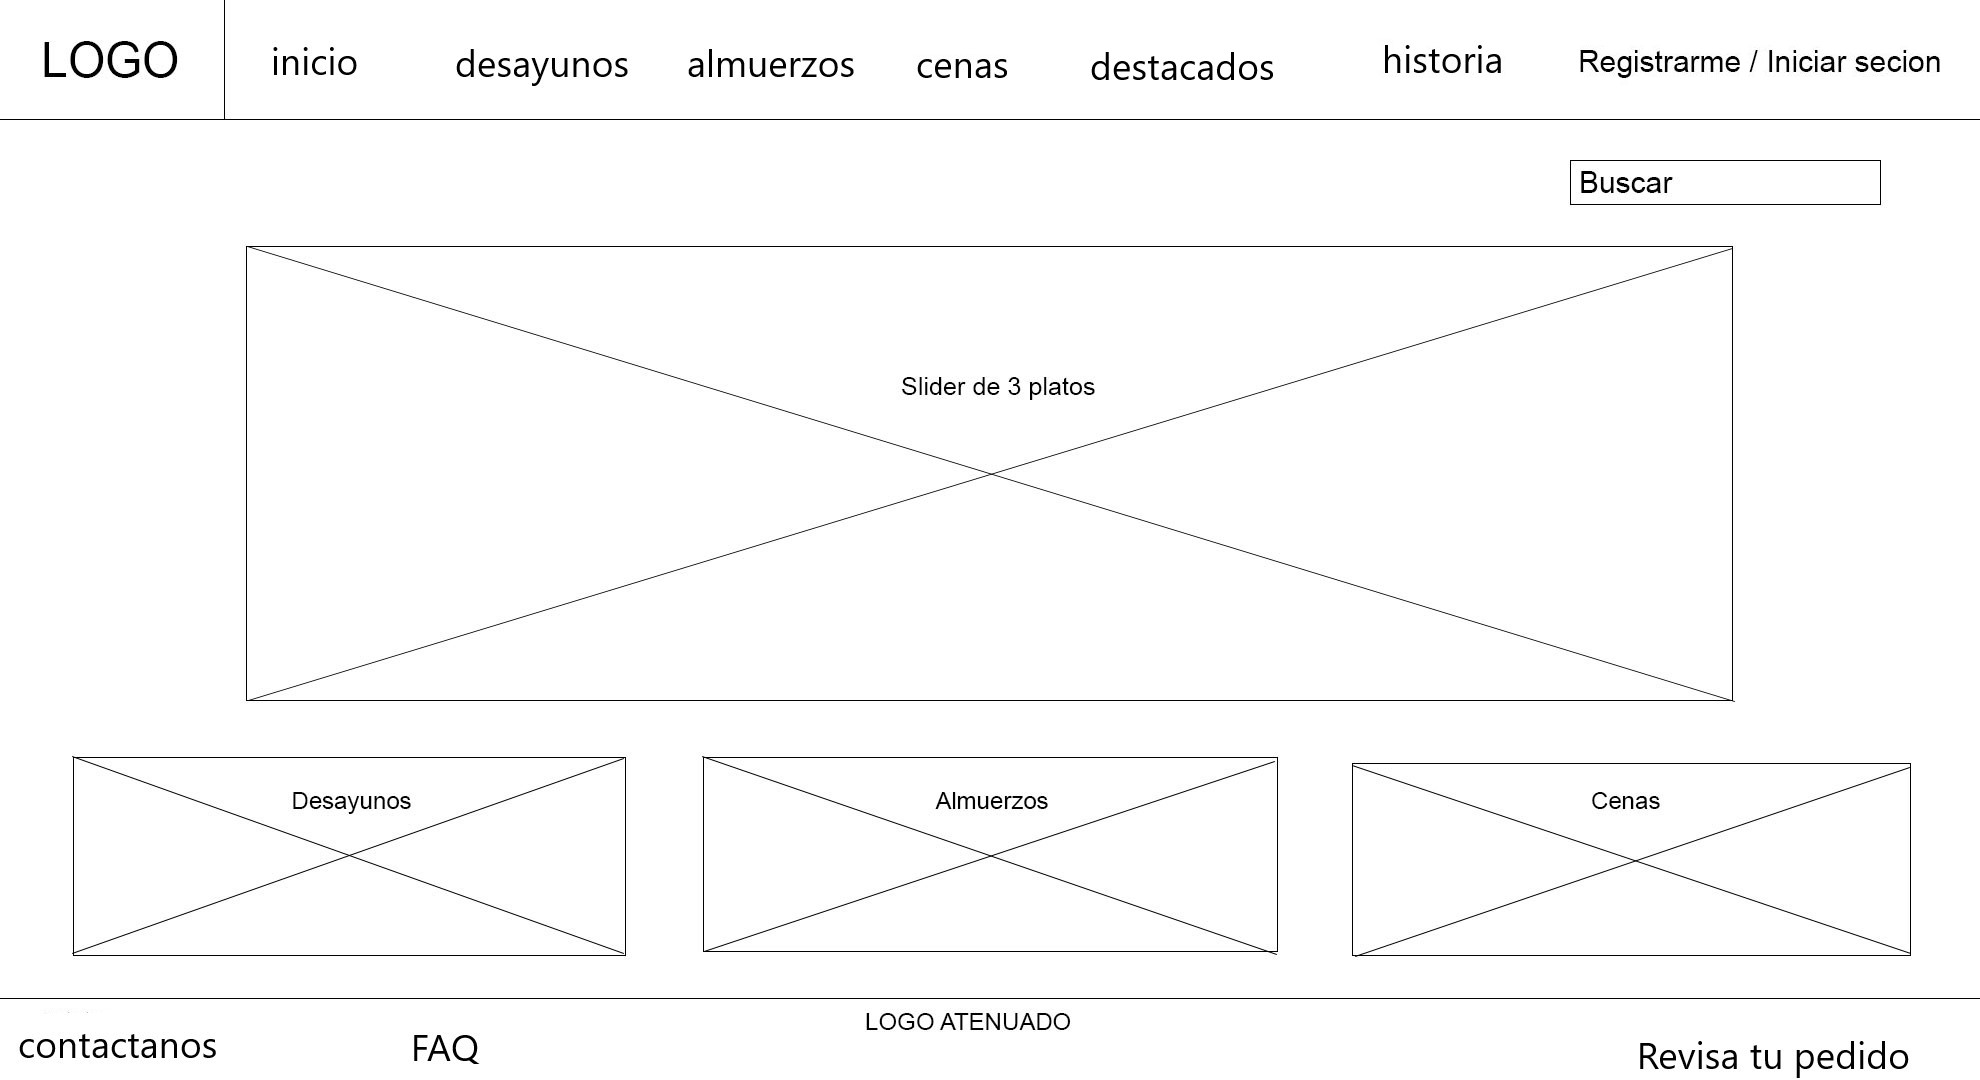 LOGO
inicio
desayunos
almuerzos
cenas
destacados
historia
Registrarme / Iniciar secion
Buscar
Slider de 3 platos
Desayunos
Almuerzos
Cenas
contactanos
FAQ
LOGO ATENUADO
Revisa tu pedido